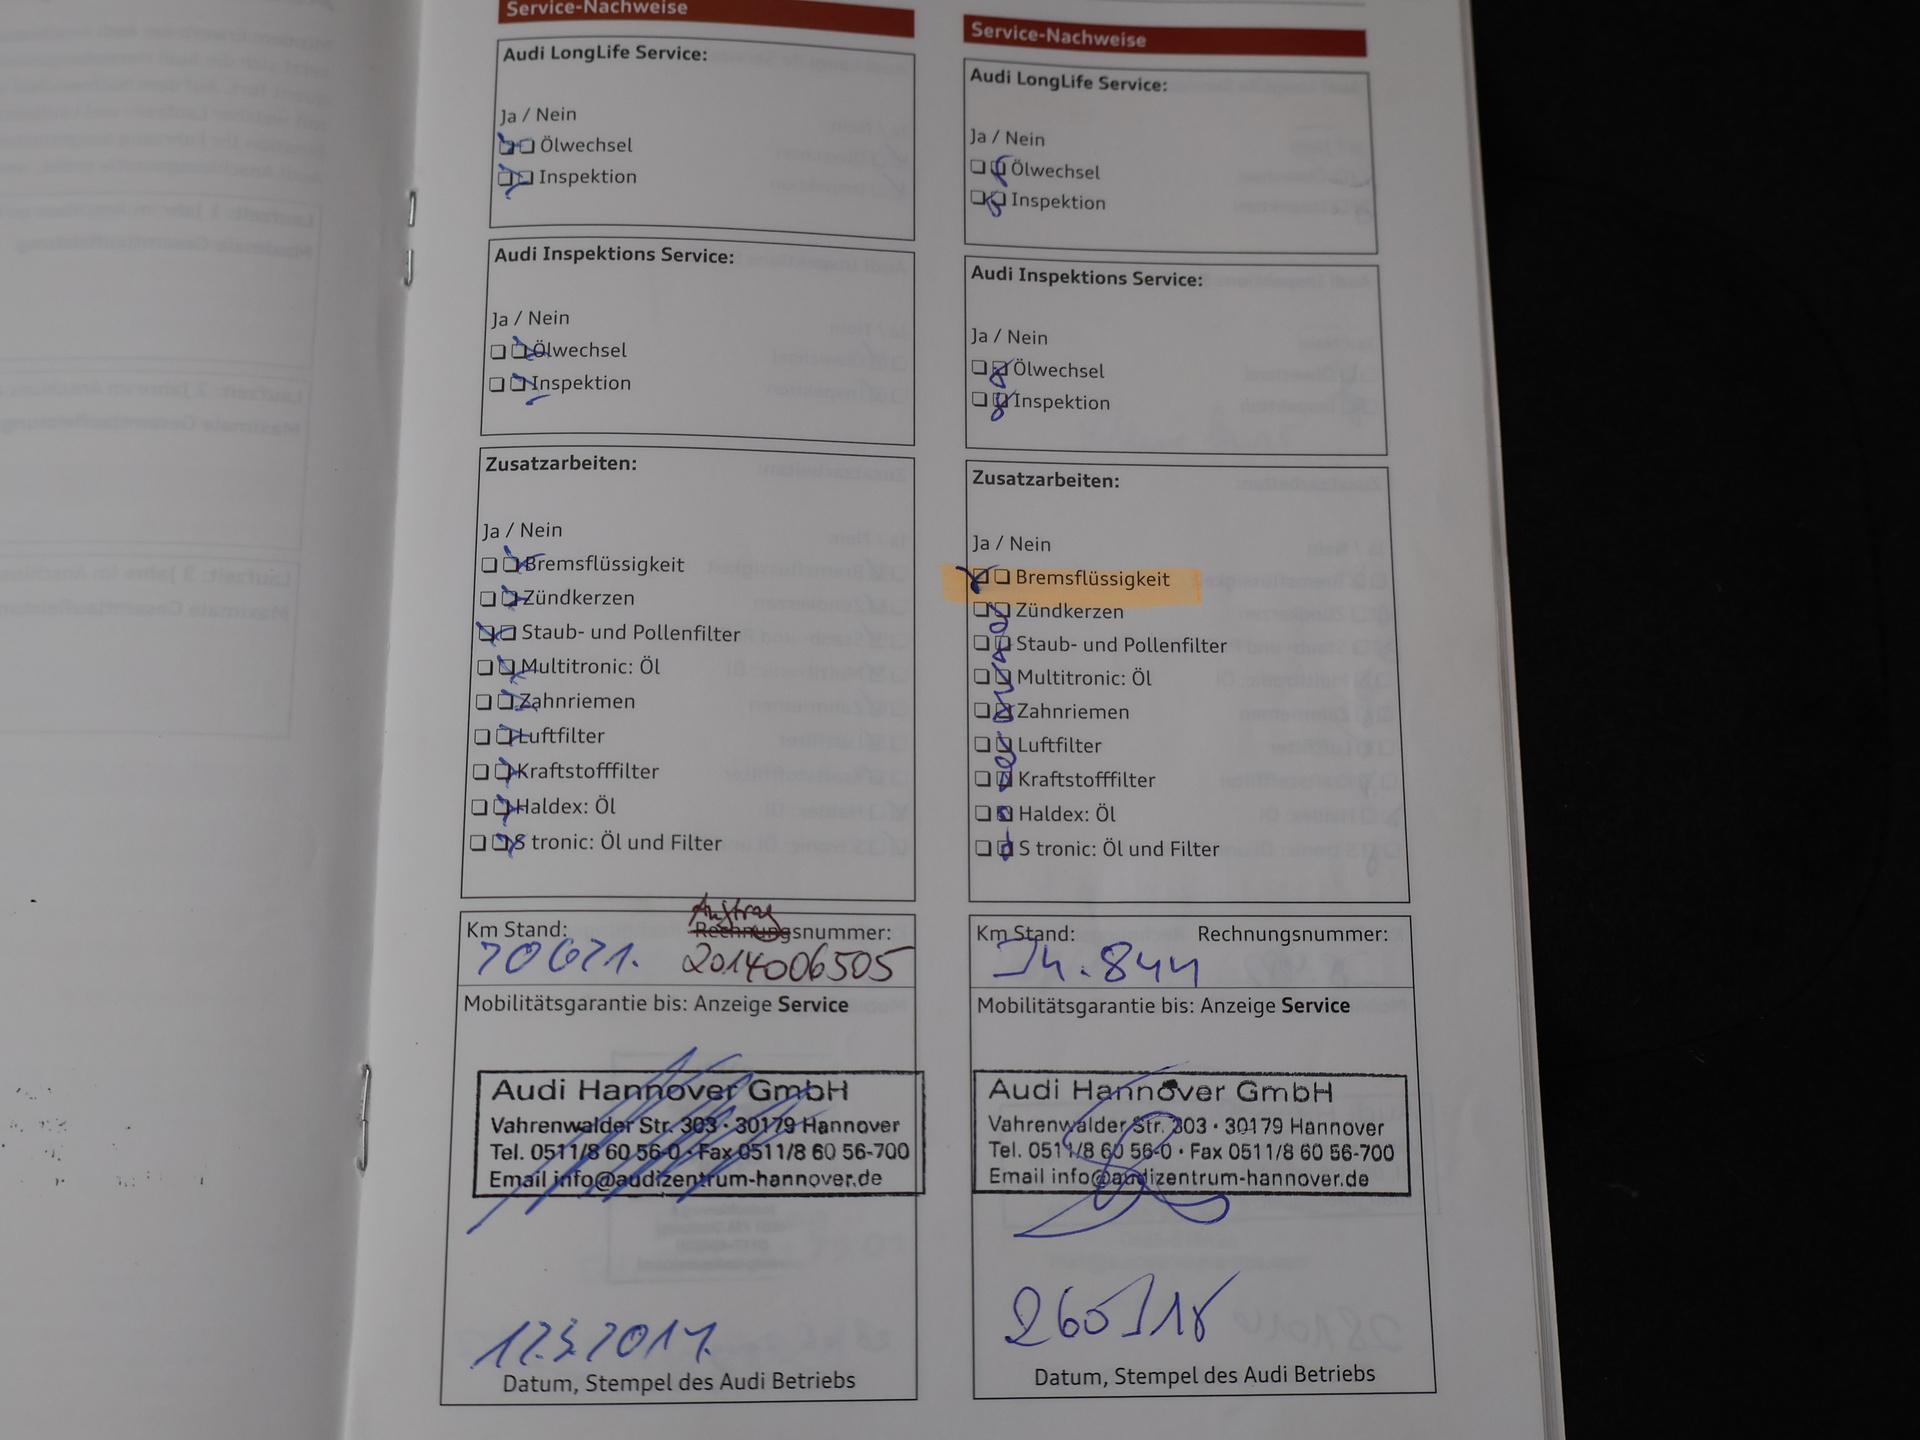 Service-Nachweise
Audi LongLife Service:
Ja / Nein
Ölwechsel
Inspektion
Audi Inspektions Service:
Ja / Nein
Ölwechsel
Inspektion
Zusatzarbeiten:
Ja / Nein
Bremsflüssigkeit
Zündkerzen
Staub- und Pollenfilter
Multitronic: Öl
Zahnriemen
Luftfilter
Kraftstofffilter
Haldex: Öl
S tronic: Öl und Filter
Auftrag
Km Stand: Rechnungsnummer:
70671. 2014006505
Mobilitätsgarantie bis: Anzeige Service
Audi Hannover GmbH
Vahrenwalder Str. 303 · 30179 Hannover
Tel. 0511/8 60 56-0 · Fax 0511/8 60 56-700
Email info@audizentrum-hannover.de
Datum, Stempel des Audi Betriebs
Service-Nachweise
Audi LongLife Service:
Ja / Nein
Ölwechsel
Inspektion
Audi Inspektions Service:
Ja / Nein
Ölwechsel
Inspektion
Zusatzarbeiten:
Ja / Nein
Bremsflüssigkeit
Zündkerzen
Staub- und Pollenfilter
Multitronic: Öl
Zahnriemen
Luftfilter
Kraftstofffilter
Haldex: Öl
S tronic: Öl und Filter
Km Stand: Rechnungsnummer:
Mobilitätsgarantie bis: Anzeige Service
Audi Hannover GmbH
Vahrenwalder Str. 303 · 30179 Hannover
Tel. 0511/8 60 56-0 · Fax 0511/8 60 56-700
Email info@audizentrum-hannover.de
Datum, Stempel des Audi Betriebs